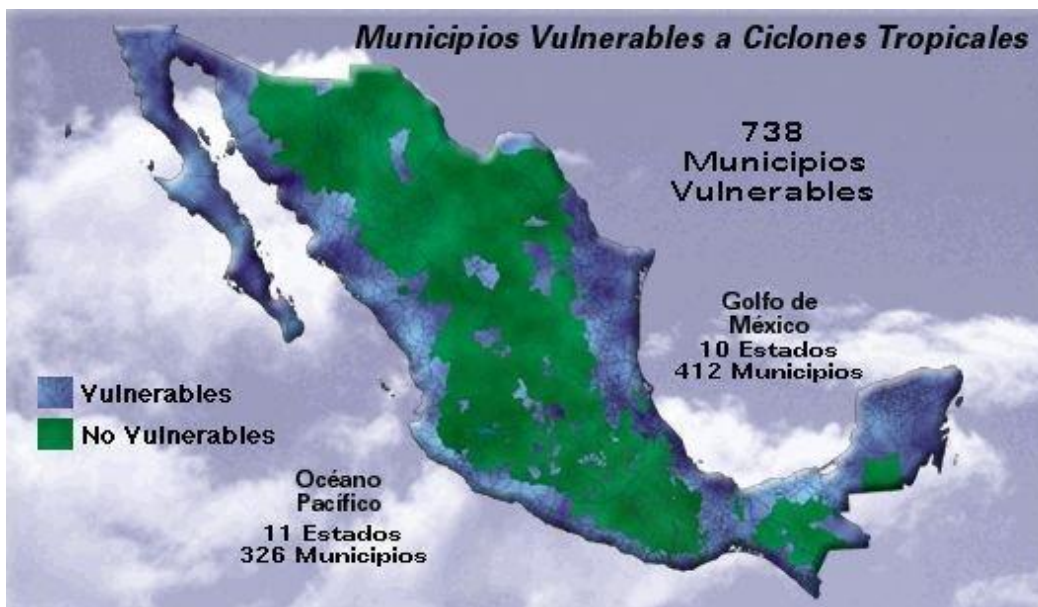 Municipios Vulnerables a Ciclones Tropicales
738
Municipios
Vulnerables
Golfo de
México
10 Estados
412 Municipios
Vulnerables
No Vulnerables
Océano
Pacífico
11 Estados
326 Municipios